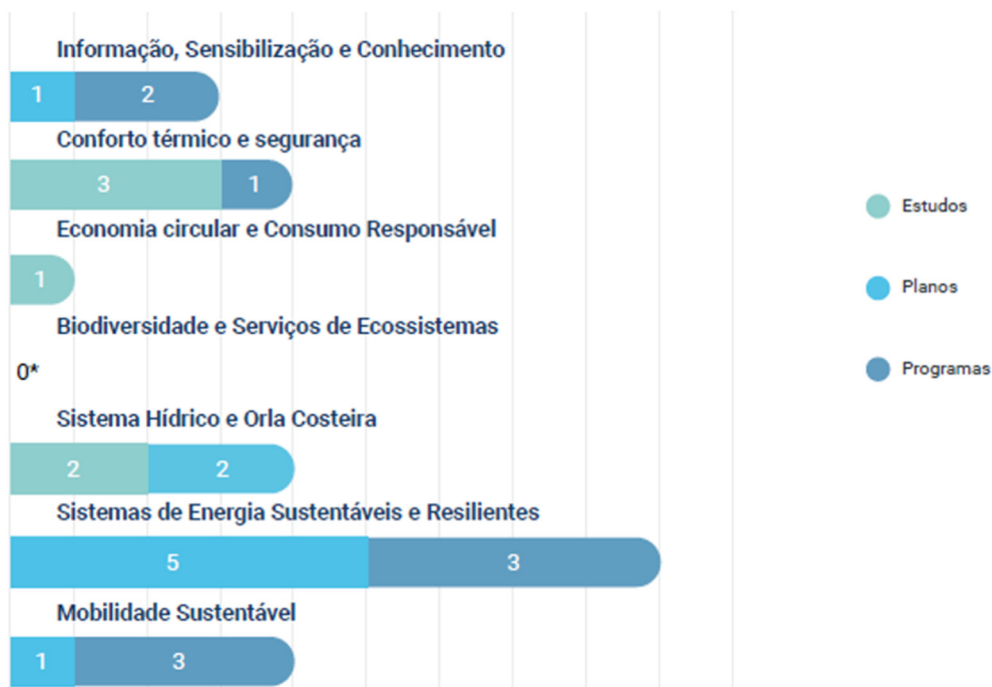 Informação, Sensibilização e Conhecimento
1 2
Conforto térmico e segurança
3 1
Economia circular e Consumo Responsável
1
Biodiversidade e Serviços de Ecossistemas
0*
Sistema Hídrico e Orla Costeira
2 2
Sistemas de Energia Sustentáveis e Resilientes
5 3
Mobilidade Sustentável
1 3
Estudos
Planos
Programas